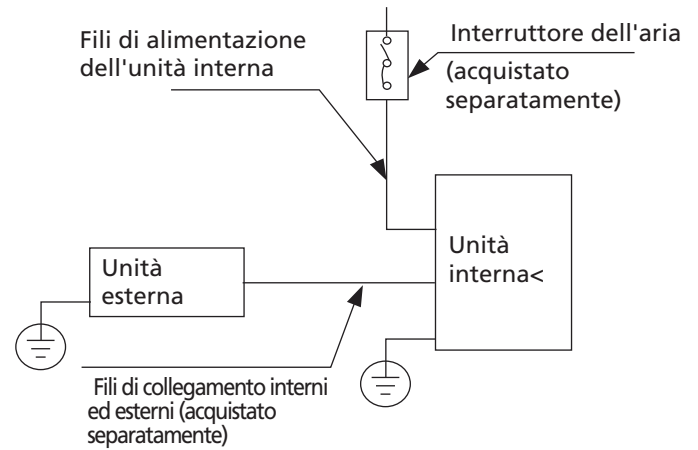 Fili di alimentazione
dell'unità interna
Interruttore dell'aria
(acquistato
separatamente)
Unità
interna<
Unità
esterna
Fili di collegamento interni
ed esterni (acquistato
separatamente)